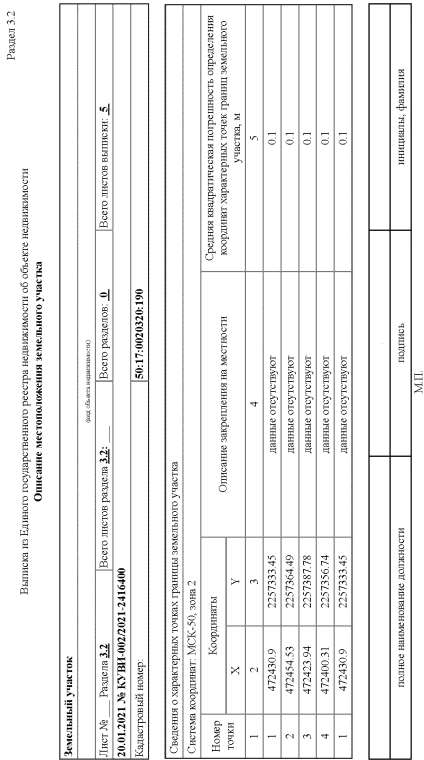 Раздел 3.2
Выписка из Единого государственного реестра недвижимости об объекте недвижимости
Описание местоположения земельного участка
Земельный участок
(вид объекта недвижимости)
Лист № ___ Раздела 3.2 Всего листов раздела 3.2: ___ Всего разделов: 0 Всего листов выписки: 5
20.01.2021 № КУВИ-002/2021-2416400
Кадастровый номер: 50:17:0020320:190
Сведения о характерных точках границы земельного участка
Система координат: МСК-50, зона 2
Номер точки Координаты Описание закрепления на местности Средняя квадратическая погрешность определения координат характерных точек границ земельного участка, м
X Y
1 2 3 4 5
1 472430.9 2257333.45 данные отсутствуют 0.1
2 472454.53 2257364.49 данные отсутствуют 0.1
3 472423.94 2257387.78 данные отсутствуют 0.1
4 472400.31 2257356.74 данные отсутствуют 0.1
1 472430.9 2257333.45 данные отсутствуют 0.1
полное наименование должности подпись инициалы, фамилия
М.П.